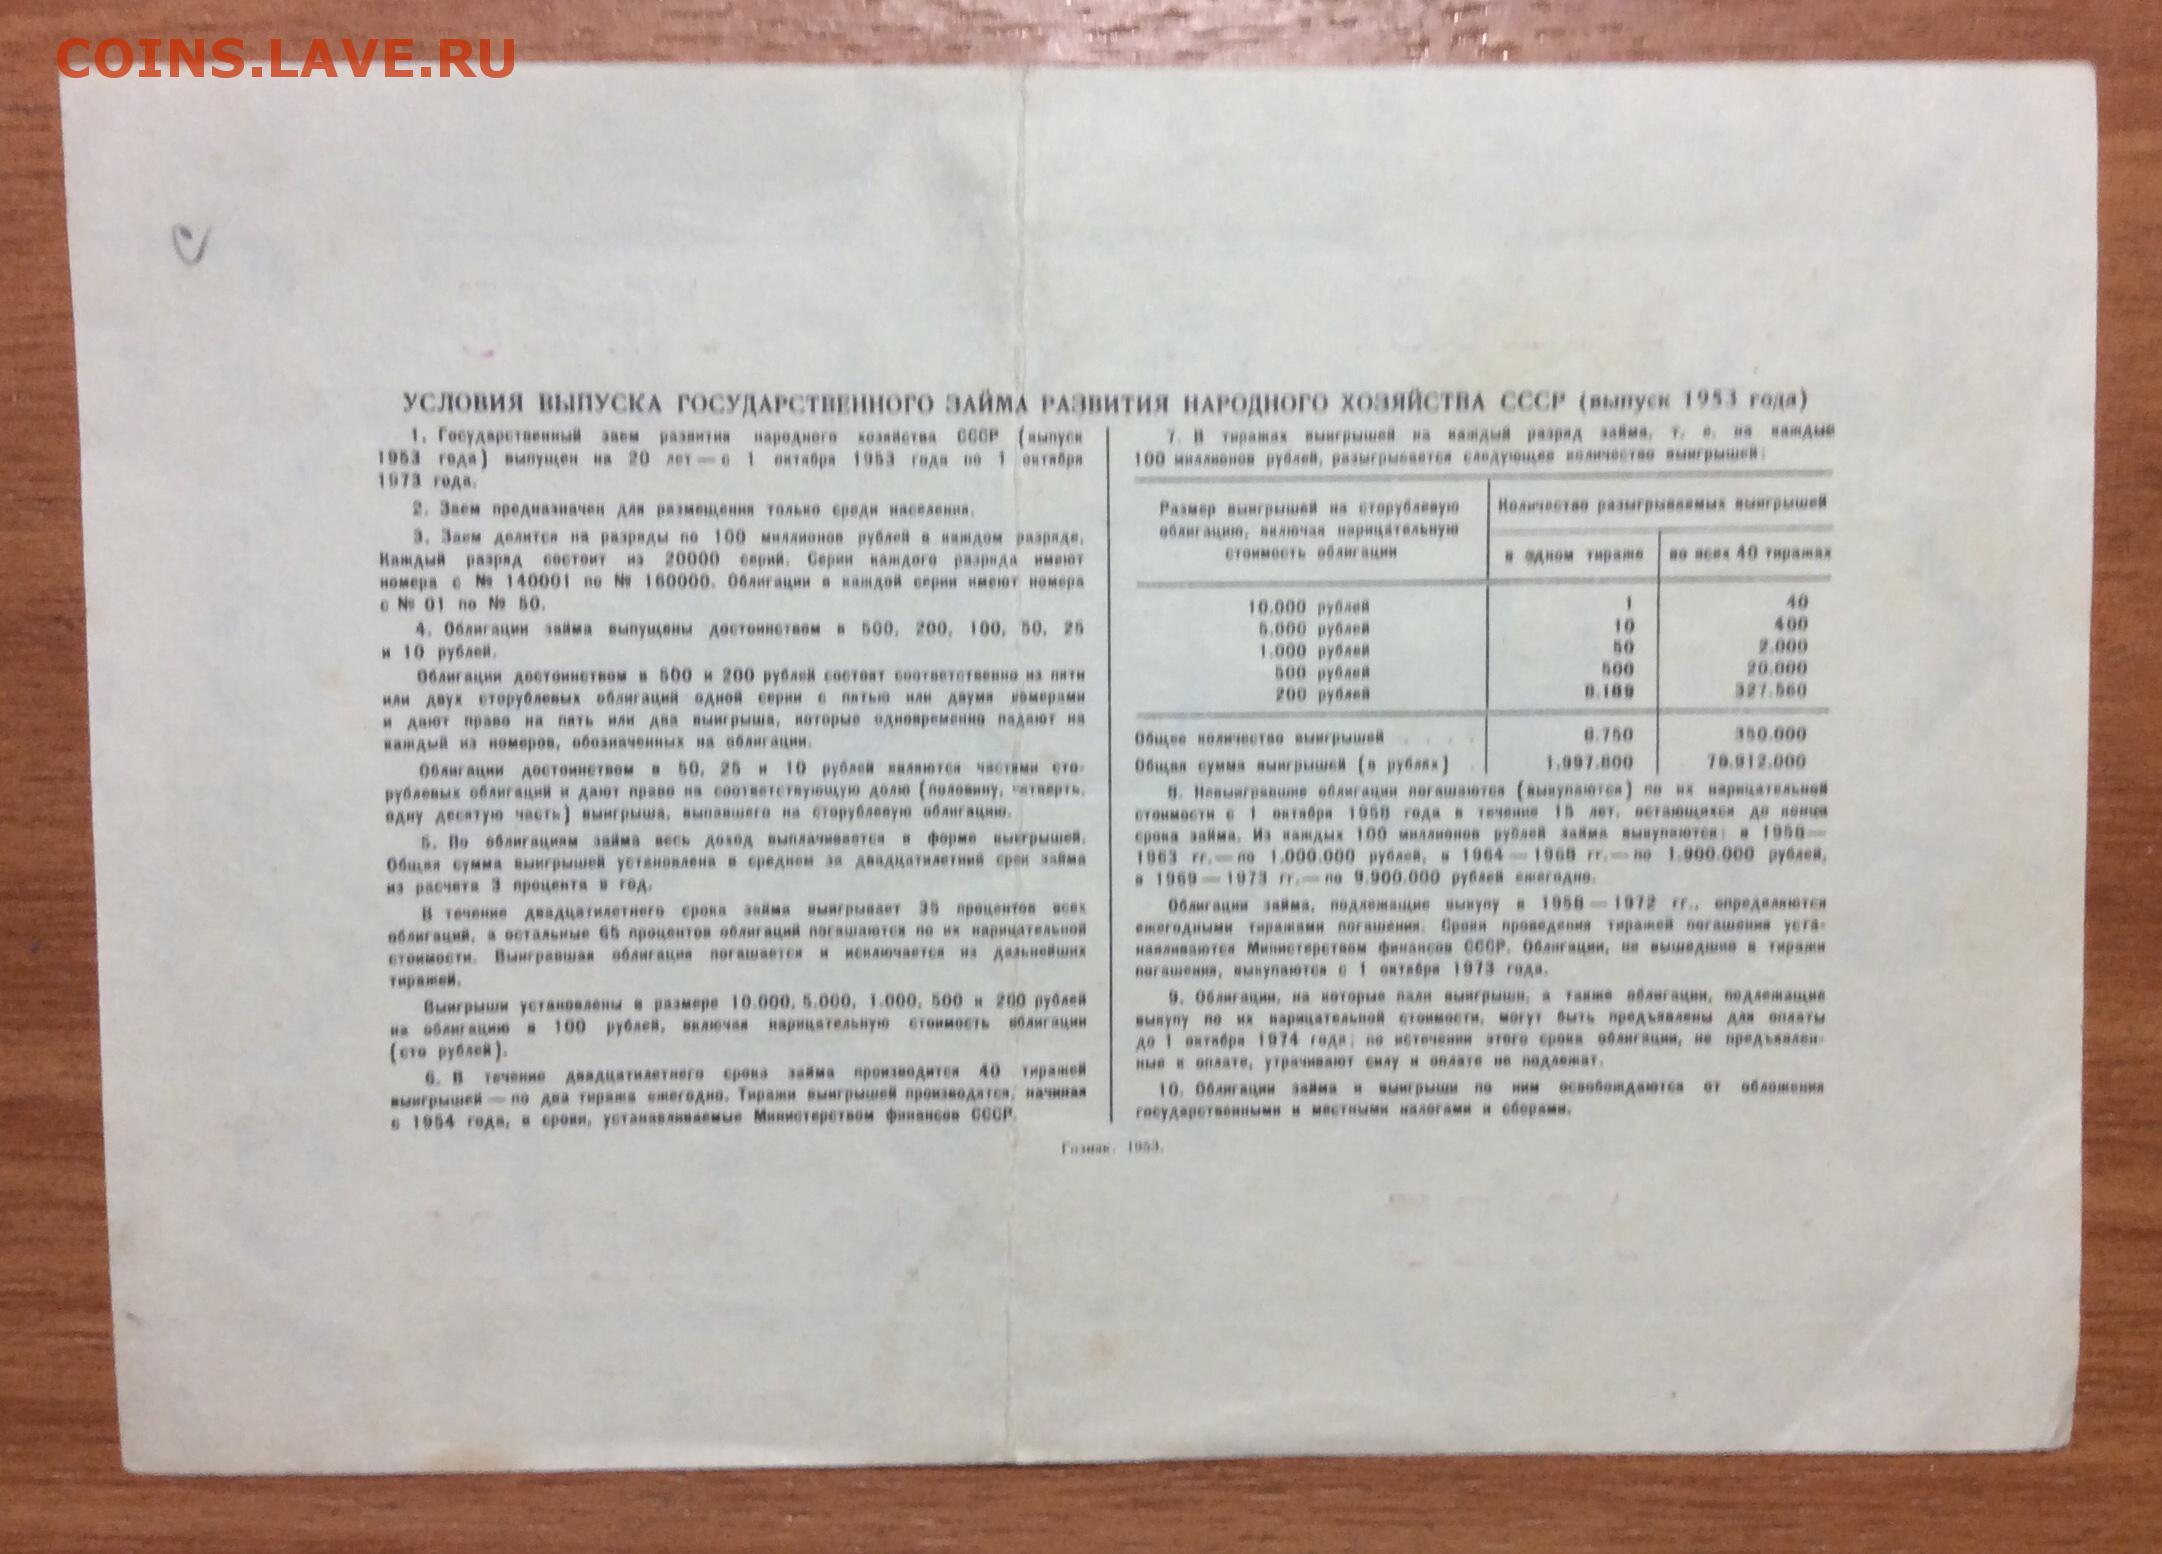 COINS.LAVE.RU
УСЛОВИЯ ВЫПУСКА ГОСУДАРСТВЕННОГО ЗАЙМА РАЗВИТИЯ НАРОДНОГО ХОЗЯЙСТВА СССР (выпуск 1953 года)
1. Государственный заем развития народного хозяйства СССР (выпуск
1953 года) выпущен на 20 лет — с 1 октября 1953 года по 1 октября
1973 года.
2. Заем предназначен для размещения только среди населения.
3. Заем делится на разряды по 100 миллионов рублей в каждом разряде.
Каждый разряд состоит из 20000 серий. Серии каждого разряда имеют
номера с № 140001 по № 160000. Облигации в каждой серии имеют номера
с № 01 по № 50.
4. Облигации займа выпущены достоинством в 500, 200, 100, 50, 25
и 10 рублей.
Облигации достоинством в 500 и 200 рублей состоят соответственно из пяти
или двух сторублевых облигаций одной серии с пятью или двумя номерами
и дают право на пять или два выигрыша, которые одновременно падают на
каждый из номеров, обозначенных на облигации.
Облигации достоинством в 50, 25 и 10 рублей являются частями сто-
рублевых облигаций и дают право на соответствующую долю (половину, четверть,
одну десятую часть) выигрыша, выпавшего на сторублевую облигацию.
5. По облигациям займа весь доход выплачивается в форме выигрышей.
Общая сумма выигрышей установлена в среднем за двадцатилетний срок займа
из расчета 3 процента в год.
В течение двадцатилетнего срока займа выигрывает 35 процентов всех
облигаций, а остальные 65 процентов облигаций погашаются по их нарицательной
стоимости. Выигравшая облигация погашается и исключается из дальнейших
тиражей.
Выигрыши установлены в размере 10.000, 5.000, 1.000, 500 и 200 рублей
на облигацию в 100 рублей, включая нарицательную стоимость облигации
(сто рублей).
6. В течение двадцатилетнего срока займа производится 40 тиражей
выигрышей — по два тиража ежегодно. Тиражи выигрышей производятся, начиная
с 1954 года, в сроки, устанавливаемые Министерством финансов СССР.
7. В тиражах выигрышей на каждый разряд займа, т. е. на каждые
100 миллионов рублей, разыгрывается следующее количество выигрышей:
Размер выигрышей на сторублевую
облигацию, включая нарицательную
стоимость облигации
Количество разыгрываемых выигрышей
в одном тираже во всех 40 тиражах
10.000 рублей 1 40
5.000 рублей 10 400
1.000 рублей 50 2.000
500 рублей 500 20.000
200 рублей 8.189 327.560
Общее количество выигрышей . . . . 8.750 350.000
Общая сумма выигрышей (в рублях) 1.997.800 79.912.000
8. Невыигравшие облигации погашаются (выкупаются) по их нарицательной
стоимости с 1 октября 1958 года в течение 15 лет, остающихся до конца
срока займа. Из каждых 100 миллионов рублей займа выкупаются: в 1958—
1963 гг.— по 1.000.000 рублей, в 1964 — 1968 гг.— по 1.900.000 рублей,
в 1969 — 1973 гг.— по 9.900.000 рублей ежегодно.
Облигации займа, подлежащие выкупу в 1958 — 1972 гг., определяются
ежегодными тиражами погашения. Сроки проведения тиражей погашения уста-
навливаются Министерством финансов СССР. Облигации, не вышедшие в тиражи
погашения, выкупаются с 1 октября 1973 года.
9. Облигации, на которые пали выигрыши, а также облигации, подлежащие
выкупу по их нарицательной стоимости, могут быть предъявлены для оплаты
до 1 октября 1974 года; по истечении этого срока облигации, не предъявлен-
ные к оплате, утрачивают силу и оплате не подлежат.
10. Облигации займа и выигрыши по ним освобождаются от обложения
государственными и местными налогами и сборами.
Гознак. 1953.